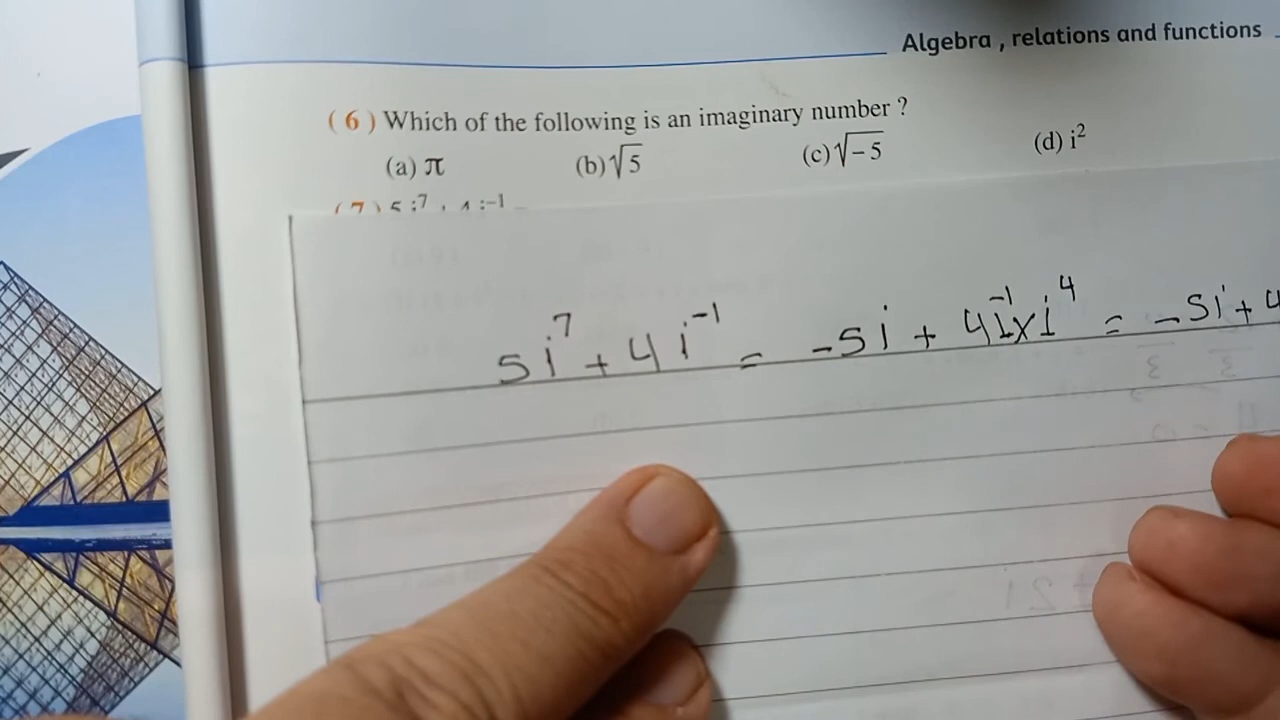 Algebra , relations and functions
( 6 ) Which of the following is an imaginary number ?
(a) π (b) √5 (c) √-5 (d) i²
5i⁷ + 4i⁻¹ = -5i + 4i⁻¹×i⁴ = -5i + 4